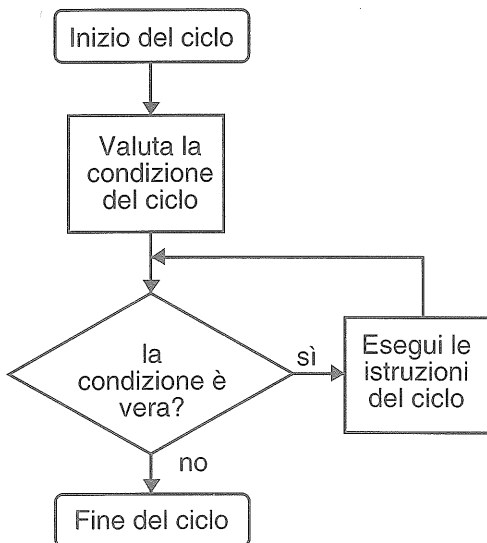 Inizio del ciclo
Valuta la
condizione
del ciclo
la
condizione è
vera?
sì
Esegui le
istruzioni
del ciclo
no
Fine del ciclo